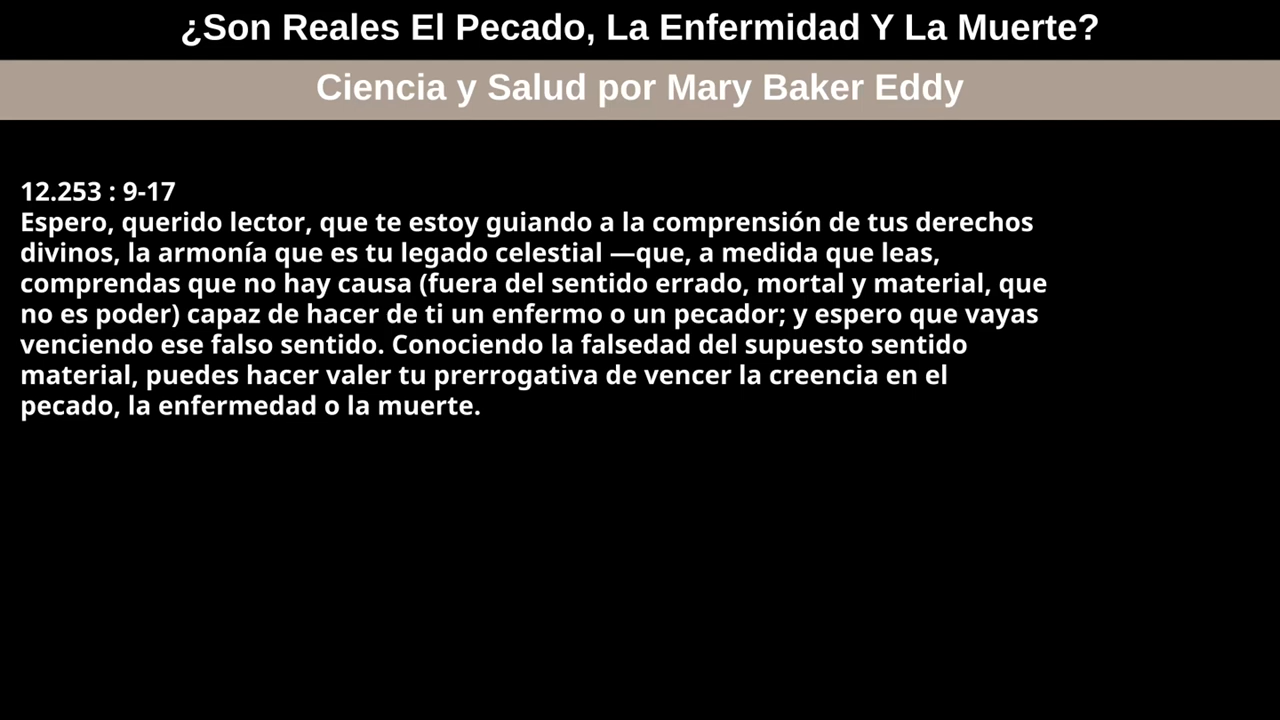 ¿Son Reales El Pecado, La Enfermidad Y La Muerte?
Ciencia y Salud por Mary Baker Eddy
12.253 : 9-17
Espero, querido lector, que te estoy guiando a la comprensión de tus derechos
divinos, la armonía que es tu legado celestial —que, a medida que leas,
comprendas que no hay causa (fuera del sentido errado, mortal y material, que
no es poder) capaz de hacer de ti un enfermo o un pecador; y espero que vayas
venciendo ese falso sentido. Conociendo la falsedad del supuesto sentido
material, puedes hacer valer tu prerrogativa de vencer la creencia en el
pecado, la enfermedad o la muerte.